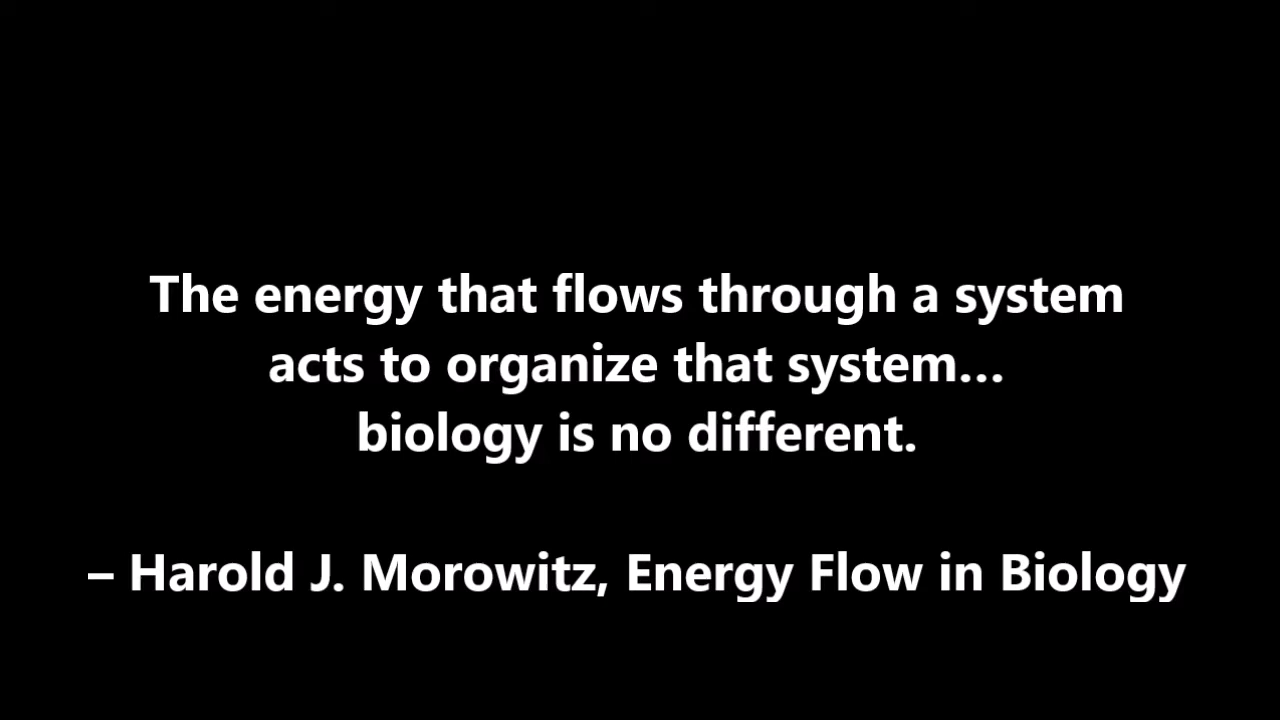 The energy that flows through a system
acts to organize that system...
biology is no different.
– Harold J. Morowitz, Energy Flow in Biology